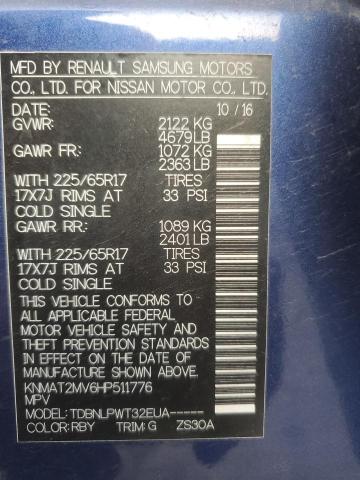 MFD BY RENAULT SAMSUNG MOTORS
CO., LTD. FOR NISSAN MOTOR CO., LTD.
DATE: 10 / 16
GVWR: 2122 KG
4679 LB
GAWR FR: 1072 KG
2363 LB
WITH 225/65R17 TIRES
17X7J RIMS AT 33 PSI
COLD SINGLE
GAWR RR: 1089 KG
2401 LB
WITH 225/65R17 TIRES
17X7J RIMS AT 33 PSI
COLD SINGLE
THIS VEHICLE CONFORMS TO
ALL APPLICABLE FEDERAL
MOTOR VEHICLE SAFETY AND
THEFT PREVENTION STANDARDS
IN EFFECT ON THE DATE OF
MANUFACTURE SHOWN ABOVE.
KNMAT2MV6HP511776
MPV
MODEL: TDBNLPWT32EUA-----
COLOR: RBY TRIM: G ZS30A